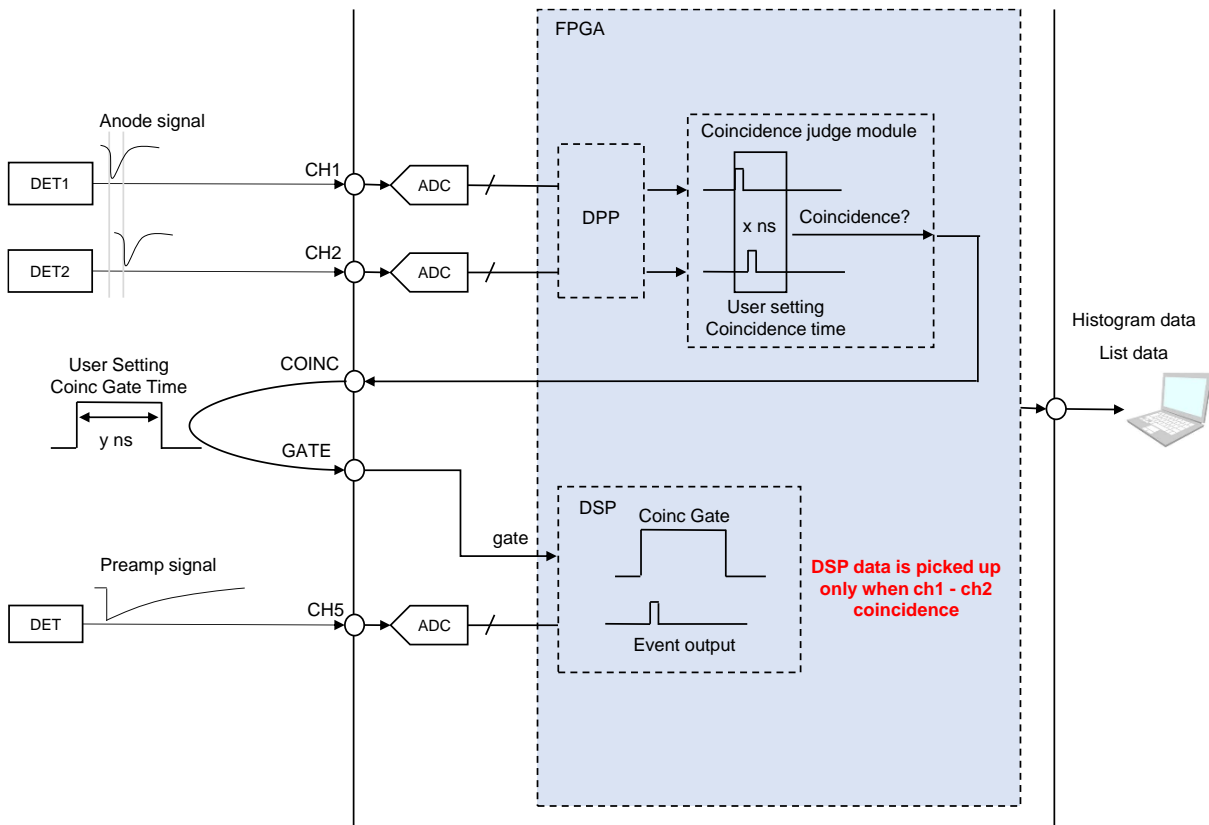 FPGA
Anode signal
Coincidence judge module
CH1
DET1
ADC
DPP
x ns
Coincidence?
CH2
DET2
ADC
User setting
Coincidence time
Histogram data
List data
COINC
User Setting
Coinc Gate Time
y ns
GATE
DSP
Coinc Gate
gate
Preamp signal
DSP data is picked up
only when ch1 - ch2
coincidence
CH5
DET
ADC
Event output